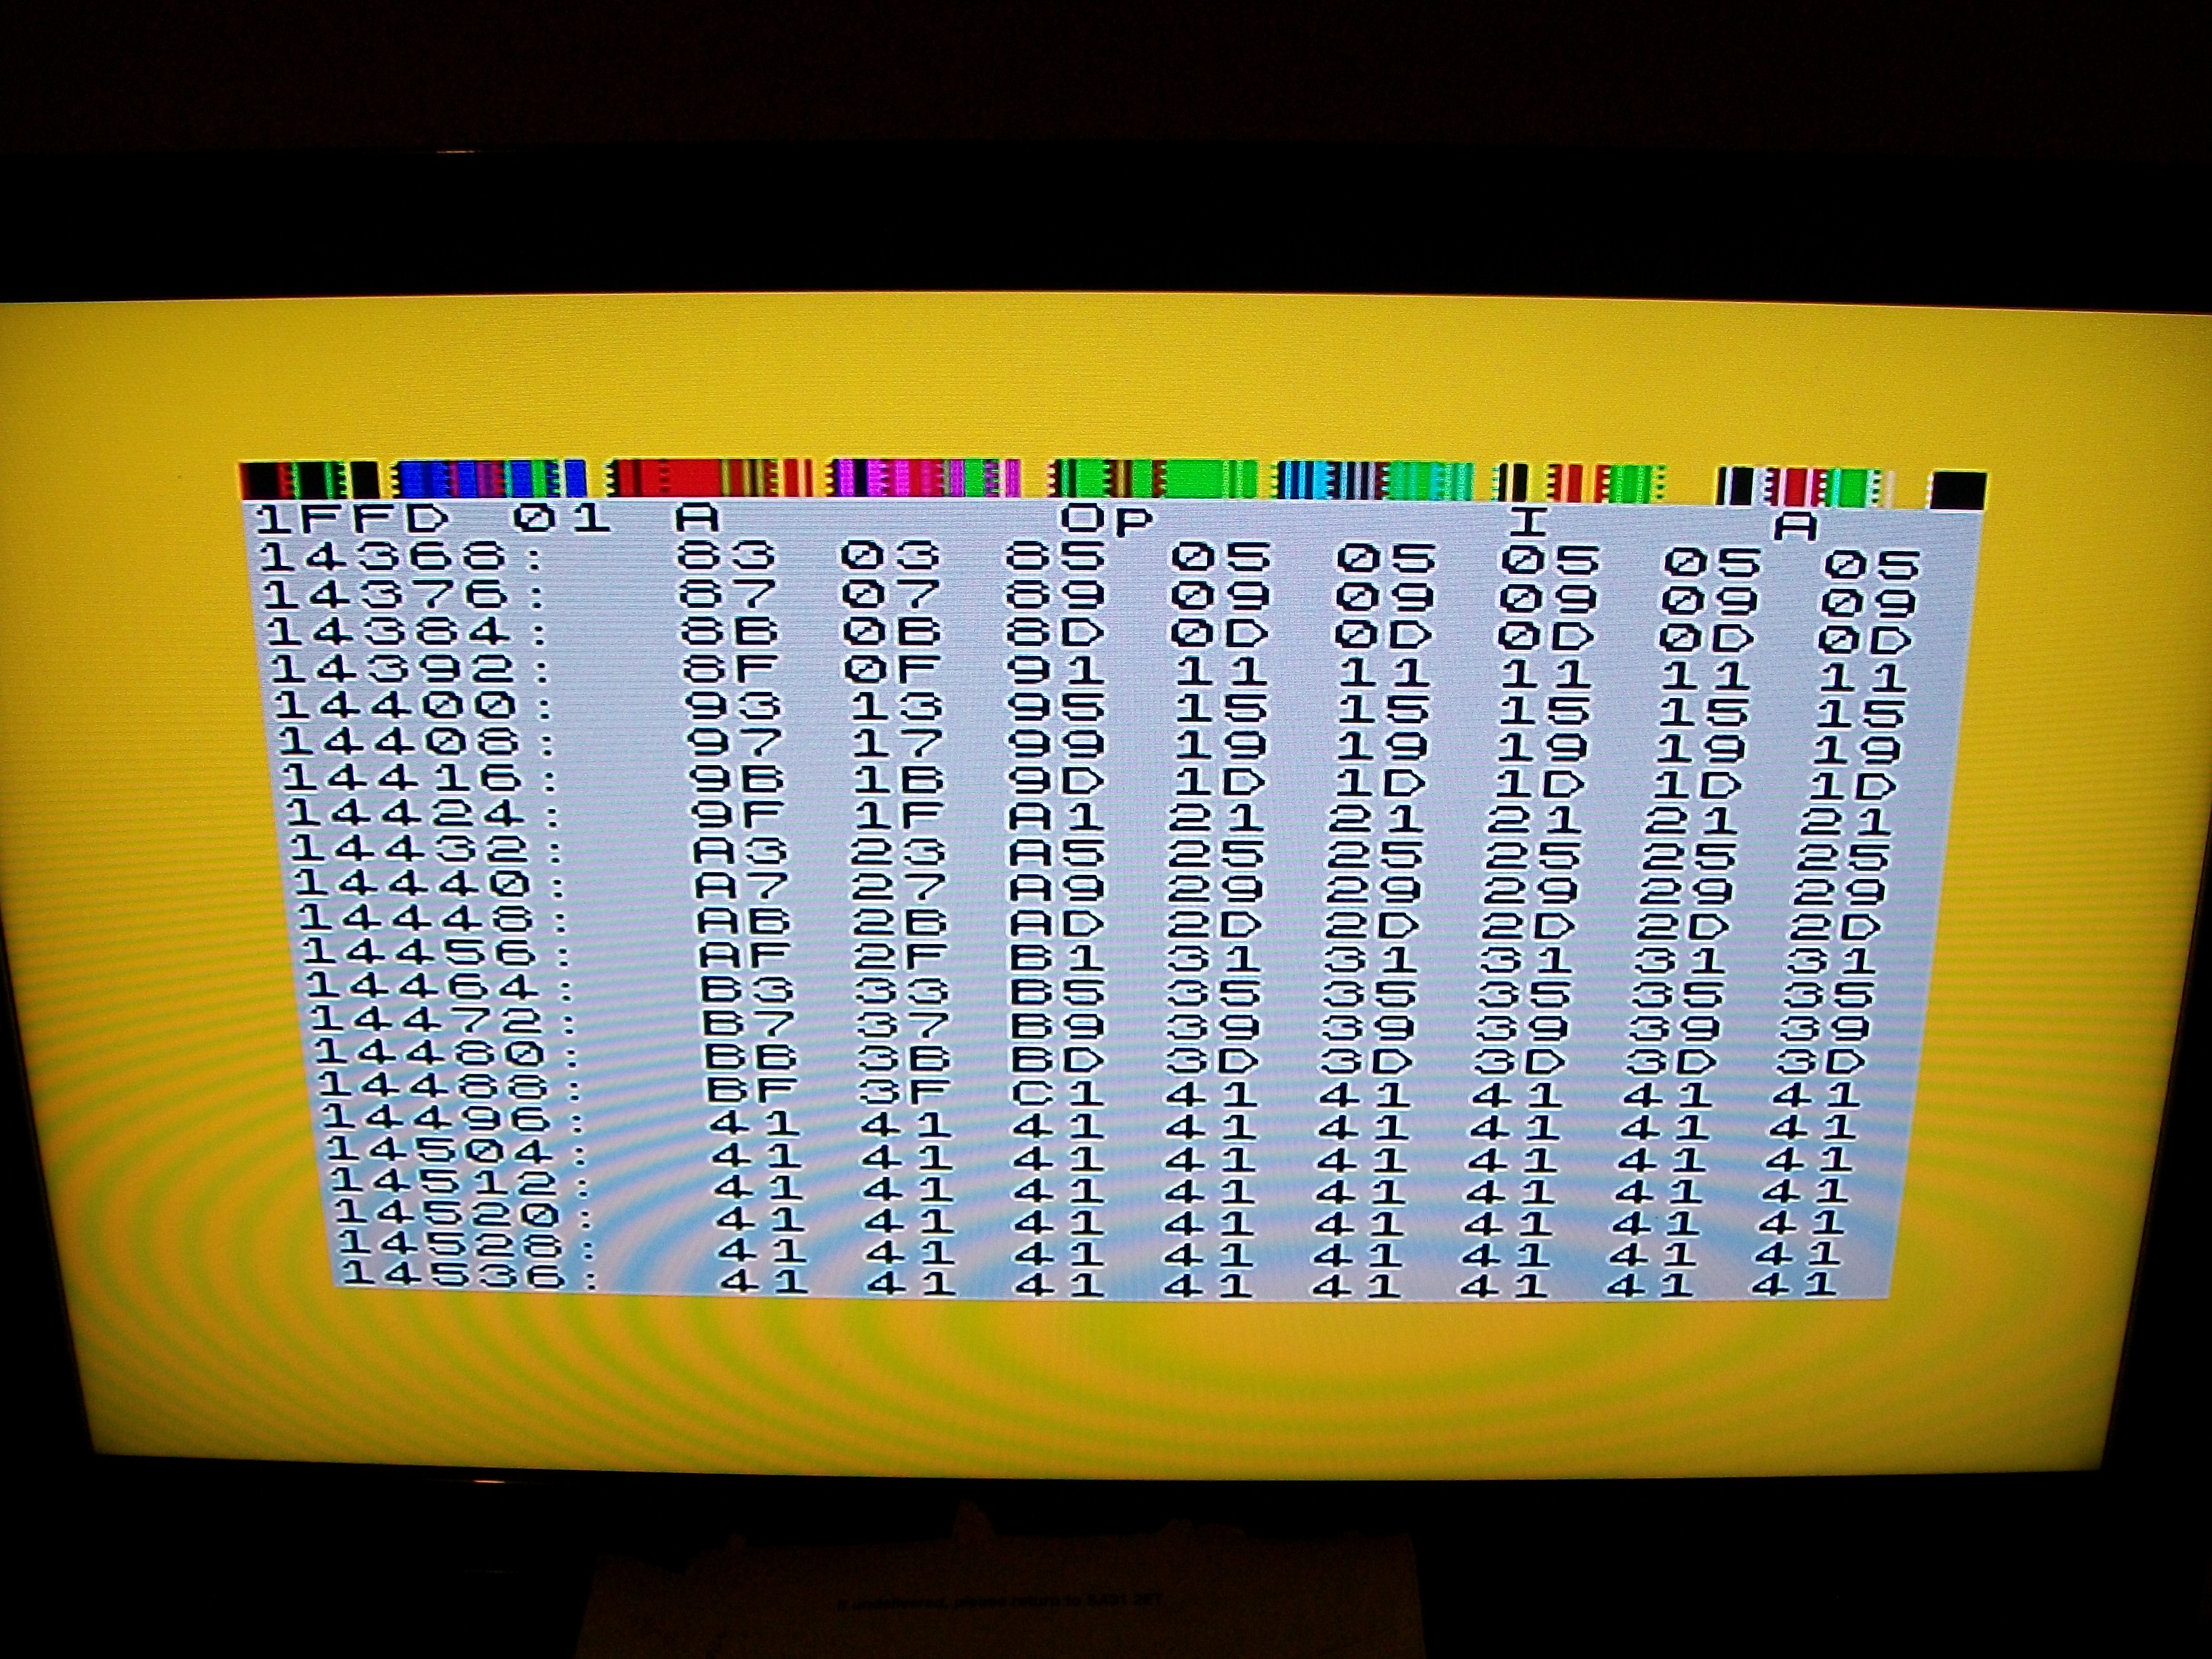 1FFD 01 A Op I A
14368: 83 03 85 05 05 05 05 05
14376: 87 07 89 09 09 09 09 09
14384: 8B 0B 8D 0D 0D 0D 0D 0D
14392: 8F 0F 91 11 11 11 11 11
14400: 93 13 95 15 15 15 15 15
14408: 97 17 99 19 19 19 19 19
14416: 9B 1B 9D 1D 1D 1D 1D 1D
14424: 9F 1F A1 21 21 21 21 21
14432: A3 23 A5 25 25 25 25 25
14440: A7 27 A9 29 29 29 29 29
14448: AB 2B AD 2D 2D 2D 2D 2D
14456: AF 2F B1 31 31 31 31 31
14464: B3 33 B5 35 35 35 35 35
14472: B7 37 B9 39 39 39 39 39
14480: BB 3B BD 3D 3D 3D 3D 3D
14488: BF 3F C1 41 41 41 41 41
14496: 41 41 41 41 41 41 41 41
14504: 41 41 41 41 41 41 41 41
14512: 41 41 41 41 41 41 41 41
14520: 41 41 41 41 41 41 41 41
14528: 41 41 41 41 41 41 41 41
14536: 41 41 41 41 41 41 41 41
If undelivered, please return to